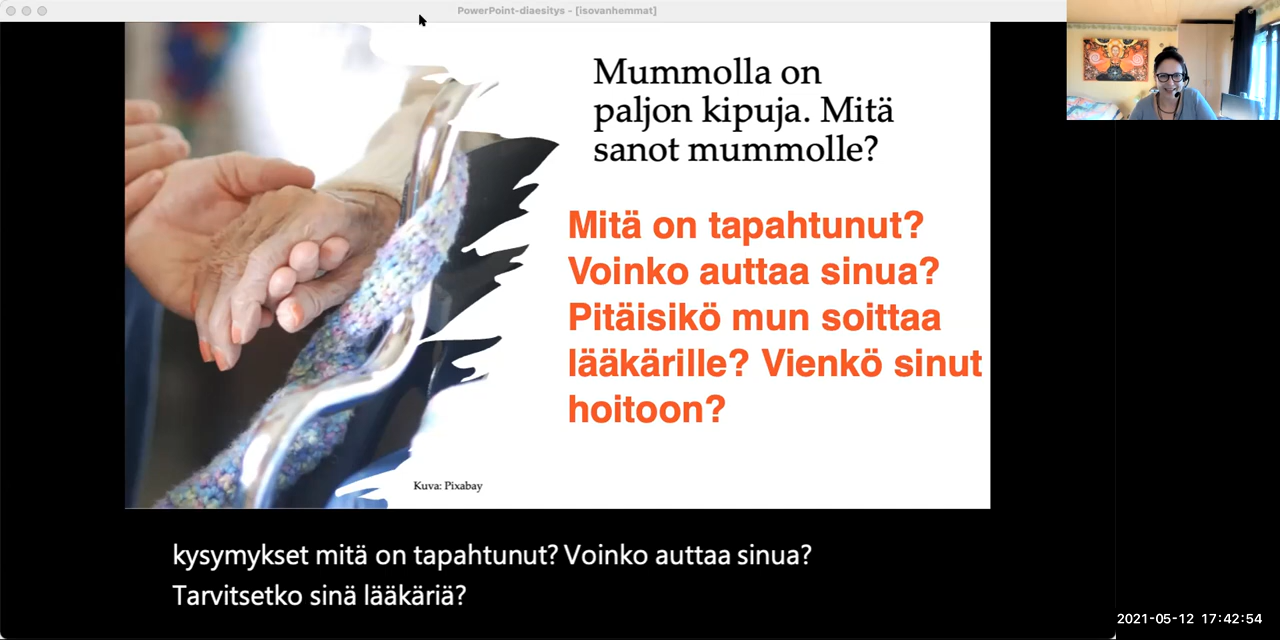 PowerPoint-diaesitys - [isovanhemmat]
Mummolla on
paljon kipuja. Mitä
sanot mummolle?
Mitä on tapahtunut?
Voinko auttaa sinua?
Pitäisikö mun soittaa
lääkärille? Vienkö sinut
hoitoon?
Kuva: Pixabay
kysymykset mitä on tapahtunut? Voinko auttaa sinua?
Tarvitsetko sinä lääkäriä?
2021-05-12 17:42:54